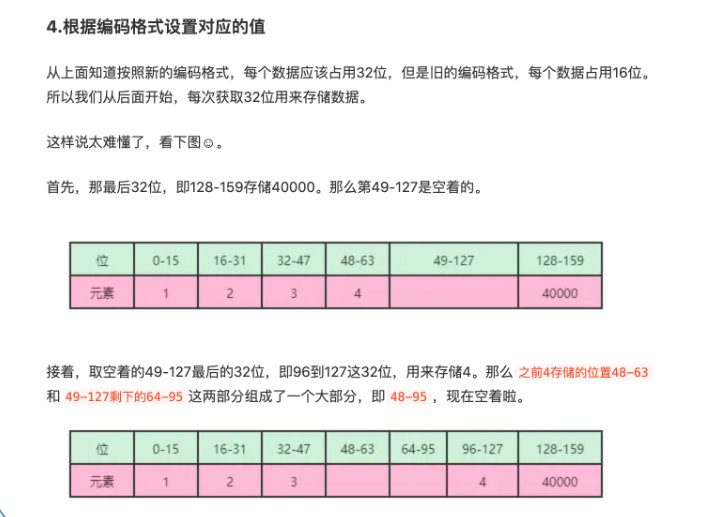 4.根据编码格式设置对应的值
从上面知道按照新的编码格式，每个数据应该占用32位，但是旧的编码格式，每个数据占用16位。
所以我们从后面开始，每次获取32位用来存储数据。
这样说太难懂了，看下图☺。
首先，那最后32位，即128-159存储40000。那么第49-127是空着的。
位 0-15 16-31 32-47 48-63 49-127 128-159
元素 1 2 3 4 40000
接着，取空着的49-127最后的32位，即96到127这32位，用来存储4。那么 之前4存储的位置48-63
和 49-127剩下的64-95 这两部分组成了一个大部分，即 48-95 ，现在空着啦。
位 0-15 16-31 32-47 48-63 64-95 96-127 128-159
元素 1 2 3 4 40000